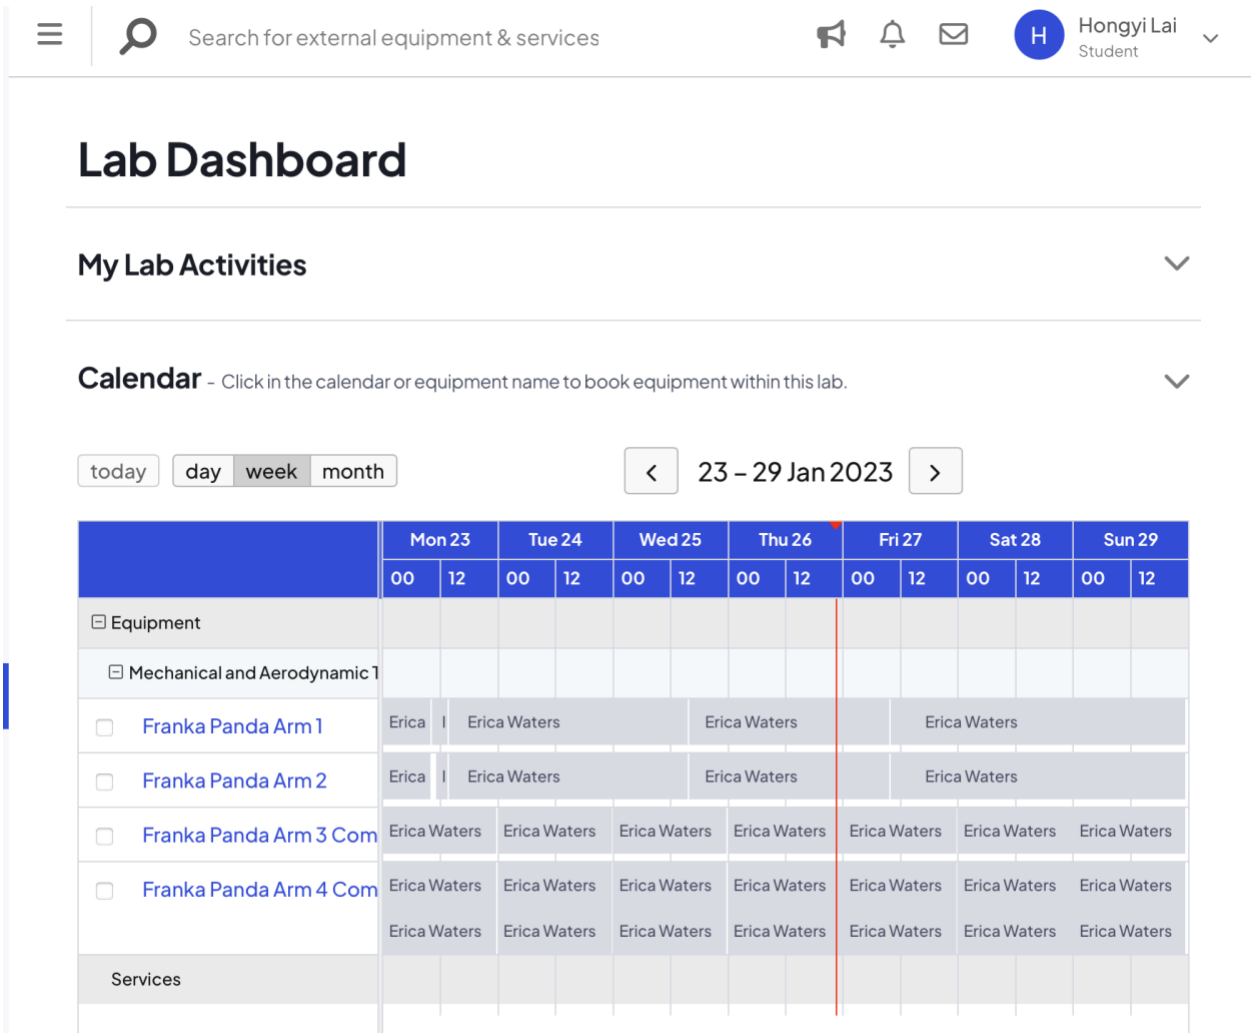 Search for external equipment & services
H
Hongyi Lai
Student
Lab Dashboard
My Lab Activities
Calendar - Click in the calendar or equipment name to book equipment within this lab.
today day week month 23 – 29 Jan 2023
Mon 23 Tue 24 Wed 25 Thu 26 Fri 27 Sat 28 Sun 29
00 12 00 12 00 12 00 12 00 12 00 12 00 12
Equipment
Mechanical and Aerodynamic 1
Franka Panda Arm 1 Erica I Erica Waters Erica Waters Erica Waters
Franka Panda Arm 2 Erica I Erica Waters Erica Waters Erica Waters
Franka Panda Arm 3 Com Erica Waters Erica Waters Erica Waters Erica Waters Erica Waters Erica Waters Erica Waters
Franka Panda Arm 4 Com Erica Waters Erica Waters Erica Waters Erica Waters Erica Waters Erica Waters Erica Waters
Erica Waters Erica Waters Erica Waters Erica Waters Erica Waters Erica Waters Erica Waters
Services